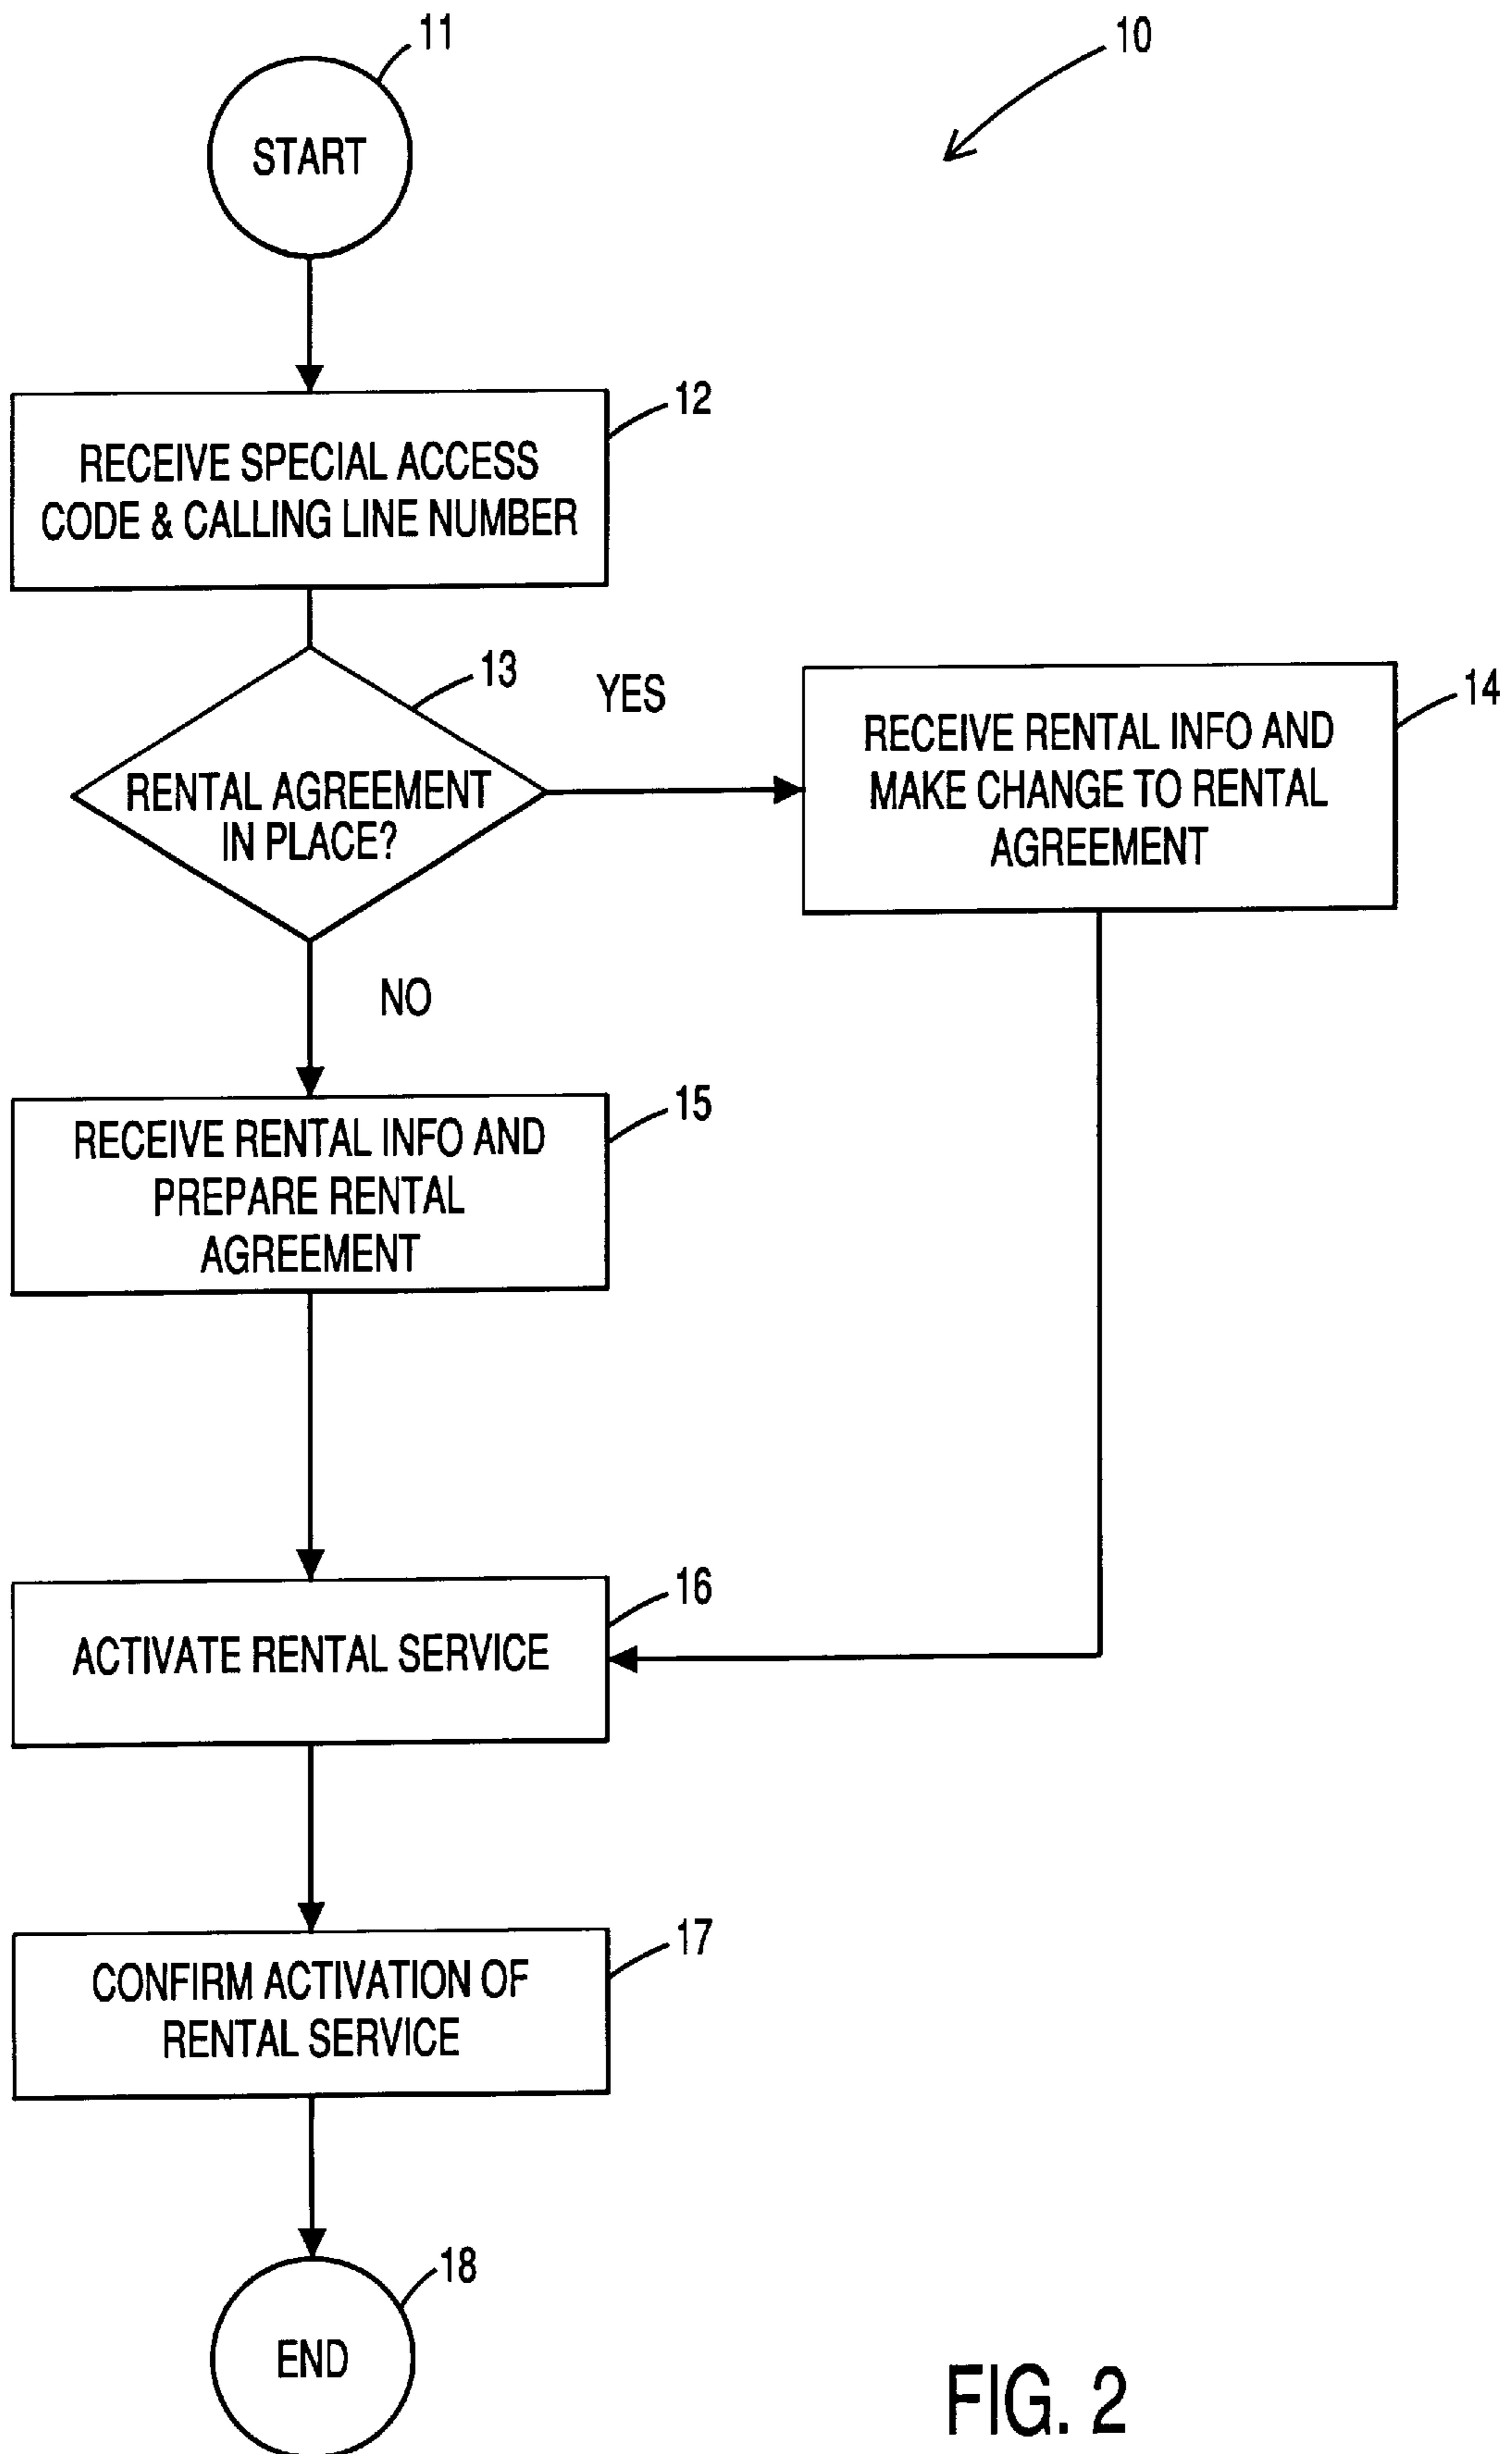 11
10
START
12
RECEIVE SPECIAL ACCESS
CODE & CALLING LINE NUMBER
13
YES
14
RENTAL AGREEMENT
IN PLACE?
RECEIVE RENTAL INFO AND
MAKE CHANGE TO RENTAL
AGREEMENT
NO
15
RECEIVE RENTAL INFO AND
PREPARE RENTAL
AGREEMENT
16
ACTIVATE RENTAL SERVICE
17
CONFIRM ACTIVATION OF
RENTAL SERVICE
18
END
FIG. 2